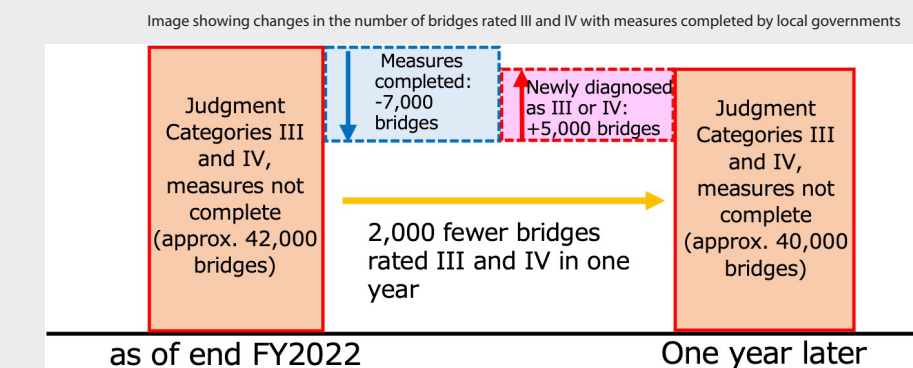 Image showing changes in the number of bridges rated III and IV with measures completed by local governments
Judgment
Categories III
and IV,
measures not
complete
(approx. 42,000
bridges)
Measures
completed:
-7,000
bridges
Newly diagnosed
as III or IV:
+5,000 bridges
2,000 fewer bridges
rated III and IV in one
year
Judgment
Categories III
and IV,
measures not
complete
(approx. 40,000
bridges)
as of end FY2022
One year later